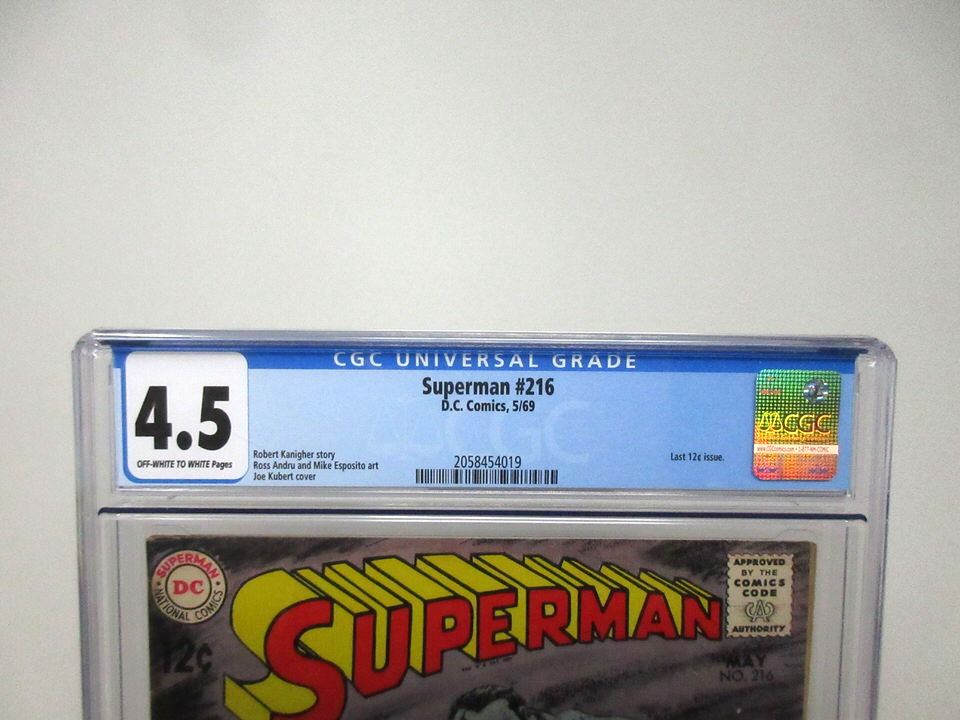 CGC UNIVERSAL GRADE
4.5
OFF-WHITE TO WHITE Pages
Superman #216
D.C. Comics, 5/69
Robert Kanigher story
Ross Andru and Mike Esposito art
Joe Kubert cover
2058454019
Last 12¢ issue.
CGC
SUPERMAN
DC
NATIONAL COMICS
12¢
SUPERMAN
APPROVED
BY THE
COMICS
CODE
CA
AUTHORITY
MAY
NO. 216